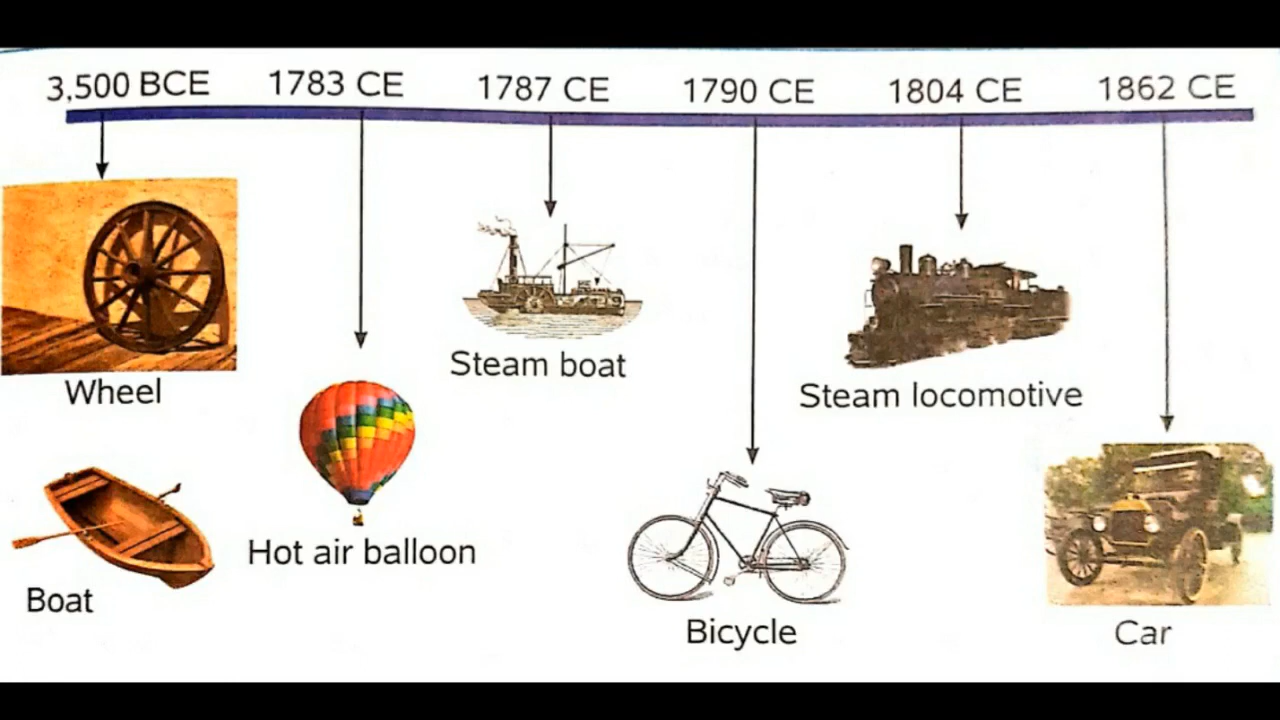 3,500 BCE
1783 CE
1787 CE
1790 CE
1804 CE
1862 CE
Wheel
Boat
Hot air balloon
Steam boat
Bicycle
Steam locomotive
Car